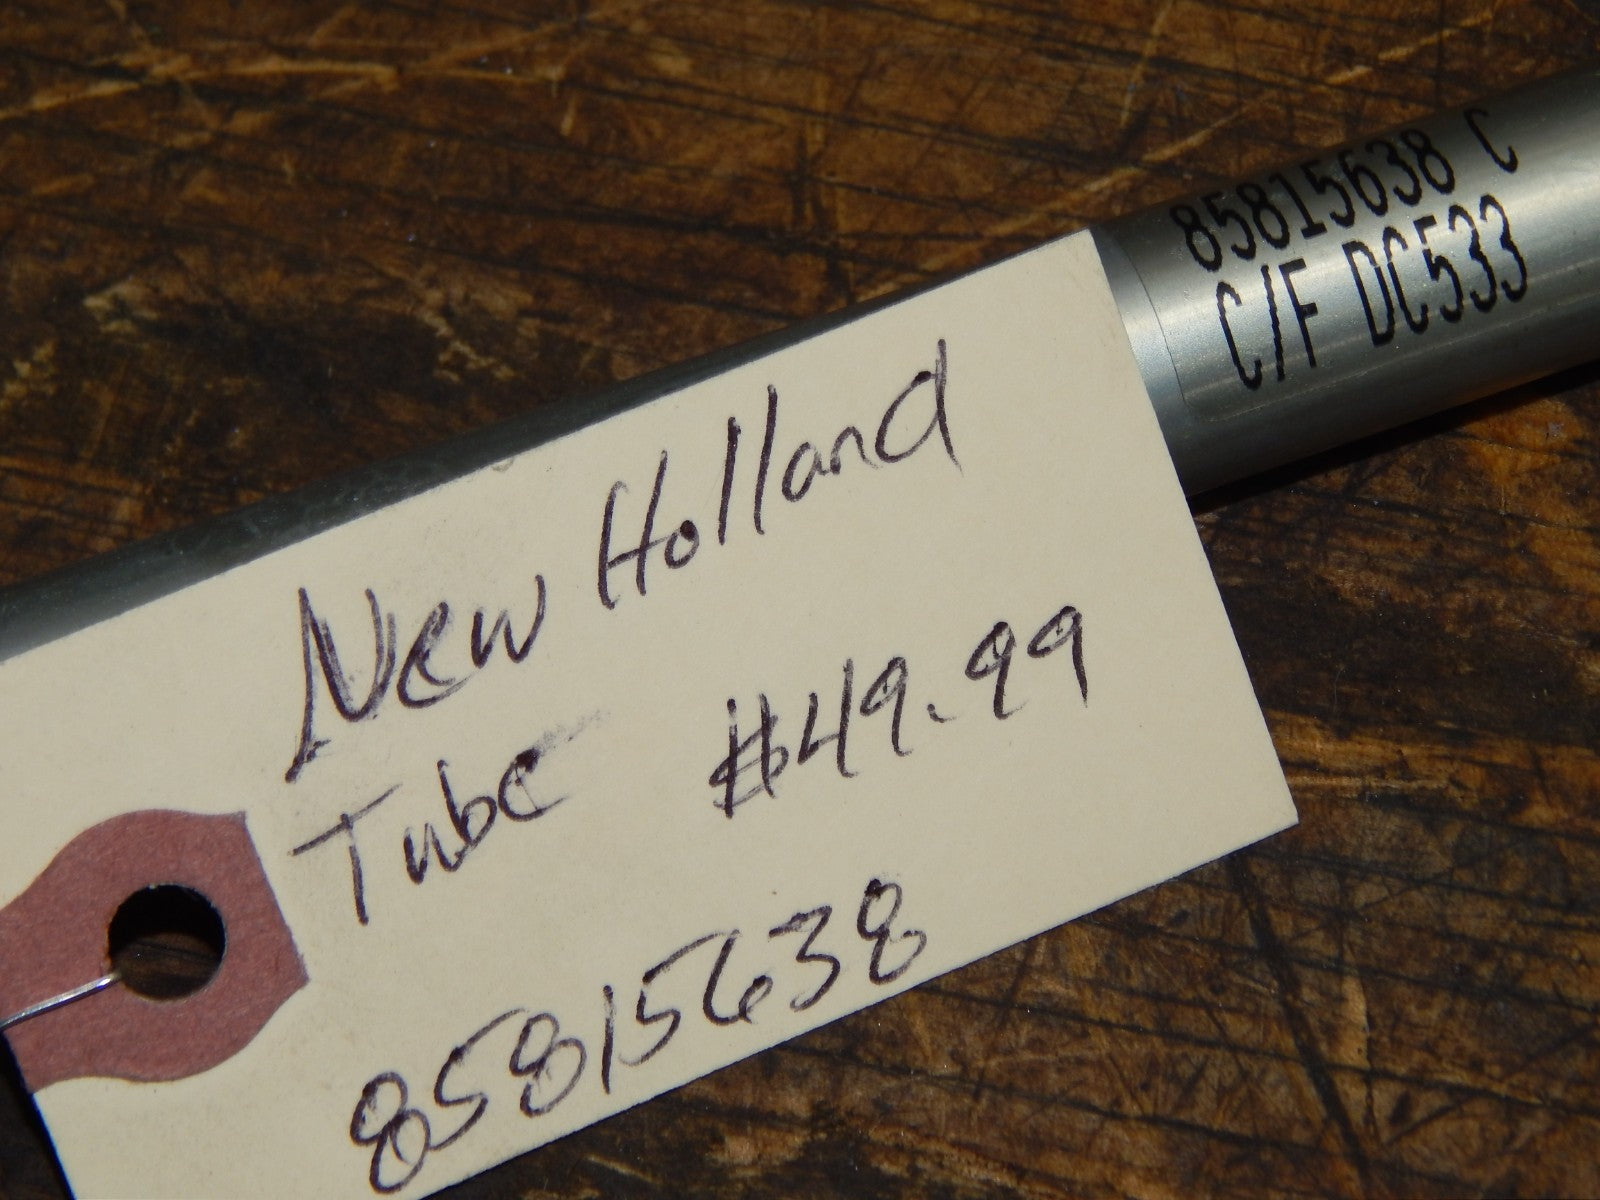 85815638 C
C/F DC533
New Holland
Tube $49.99
85815638